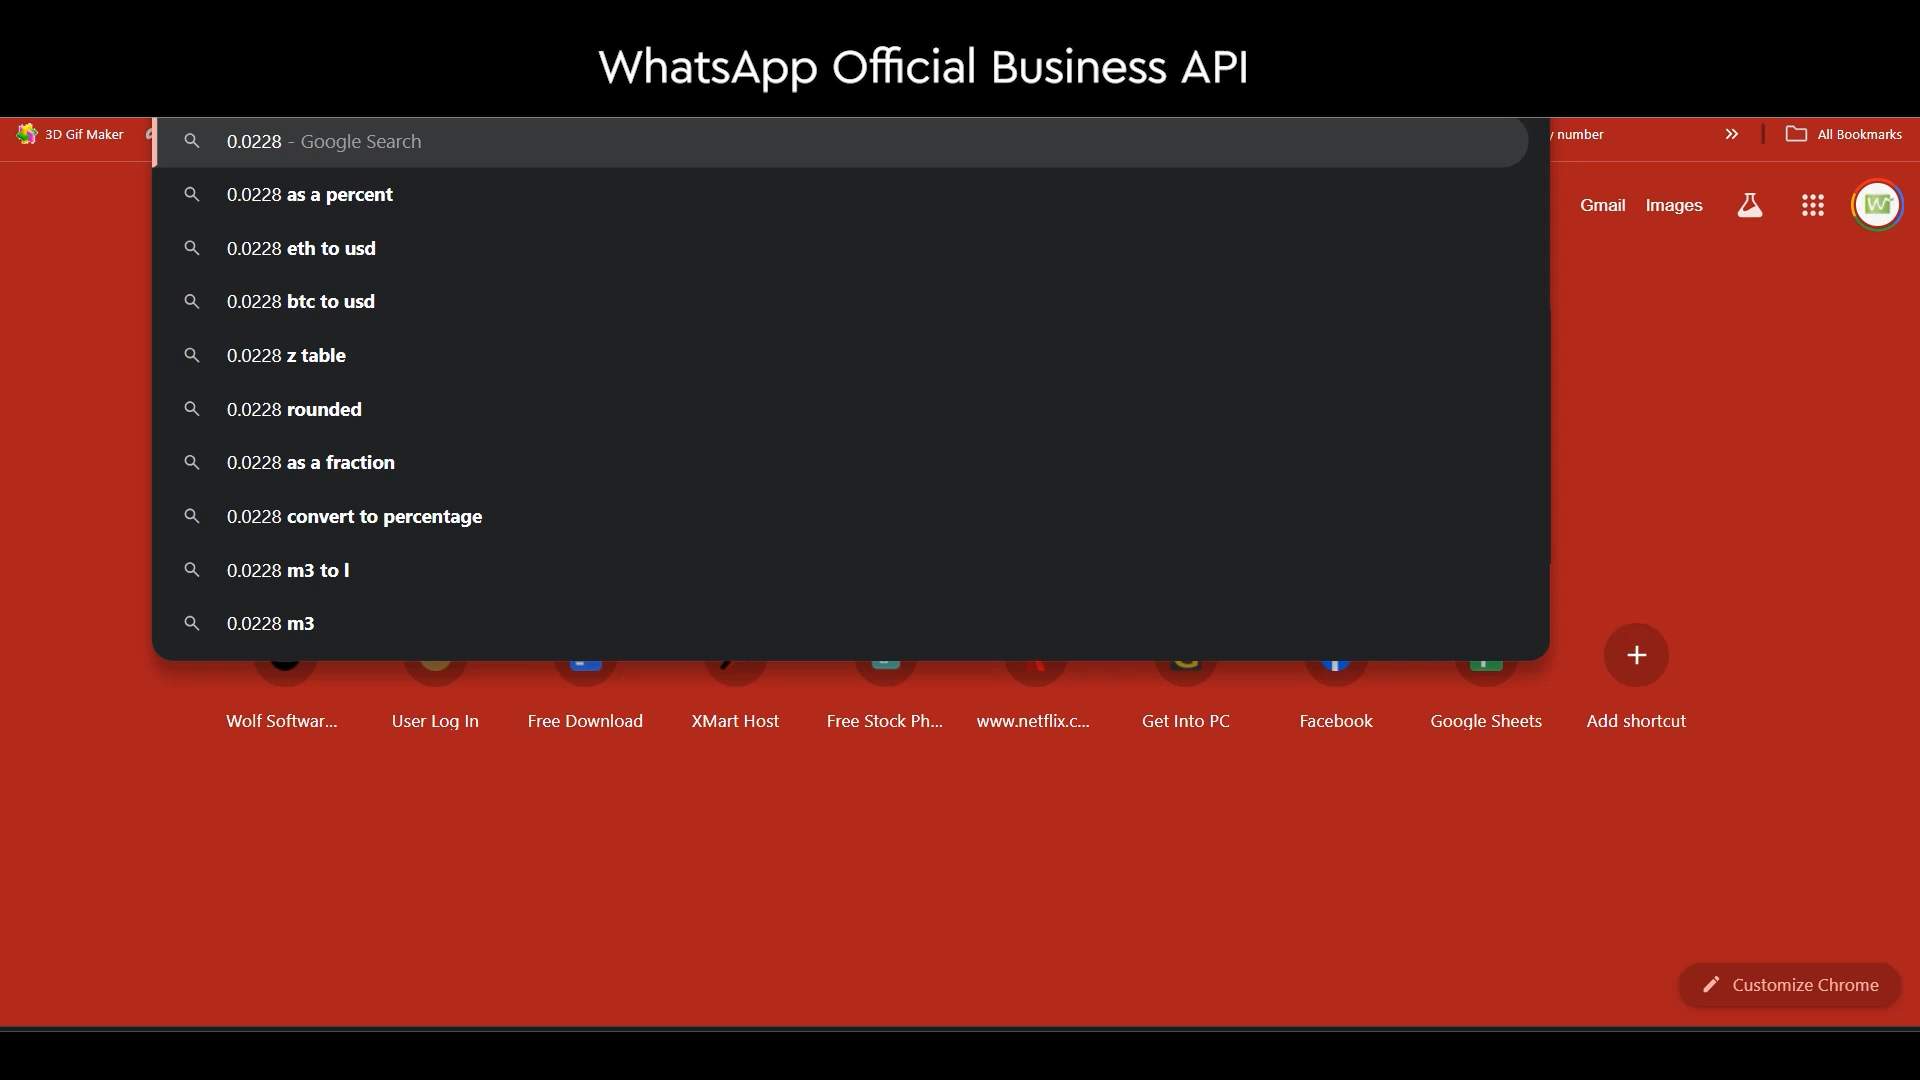 WhatsApp Official Business API
3D Gif Maker
0.0228 - Google Search
y number
All Bookmarks
0.0228 as a percent
Gmail
Images
0.0228 eth to usd
0.0228 btc to usd
0.0228 z table
0.0228 rounded
0.0228 as a fraction
0.0228 convert to percentage
0.0228 m3 to l
0.0228 m3
Wolf Softwar...
User Log In
Free Download
XMart Host
Free Stock Ph...
www.netflix.c...
Get Into PC
Facebook
Google Sheets
Add shortcut
Customize Chrome